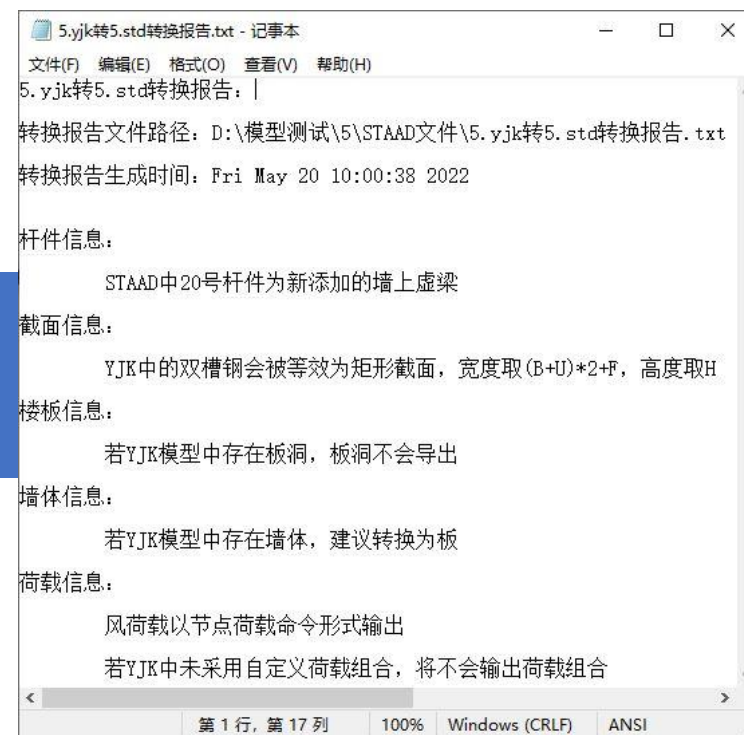 5.yjk转5.std转换报告.txt - 记事本
文件(F) 编辑(E) 格式(O) 查看(V) 帮助(H)
5.yjk转5.std转换报告：
转换报告文件路径：D:\模型测试\5\STAAD文件\5.yjk转5.std转换报告.txt
转换报告生成时间：Fri May 20 10:00:38 2022
杆件信息：
STAAD中20号杆件为新添加的墙上虚梁
截面信息：
YJK中的双槽钢会被等效为矩形截面，宽度取(B+U)*2+F，高度取H
楼板信息：
若YJK模型中存在板洞，板洞不会导出
墙体信息：
若YJK模型中存在墙体，建议转换为板
荷载信息：
风荷载以节点荷载命令形式输出
若YJK中未采用自定义荷载组合，将不会输出荷载组合
第 1 行，第 17 列 100% Windows (CRLF) ANSI